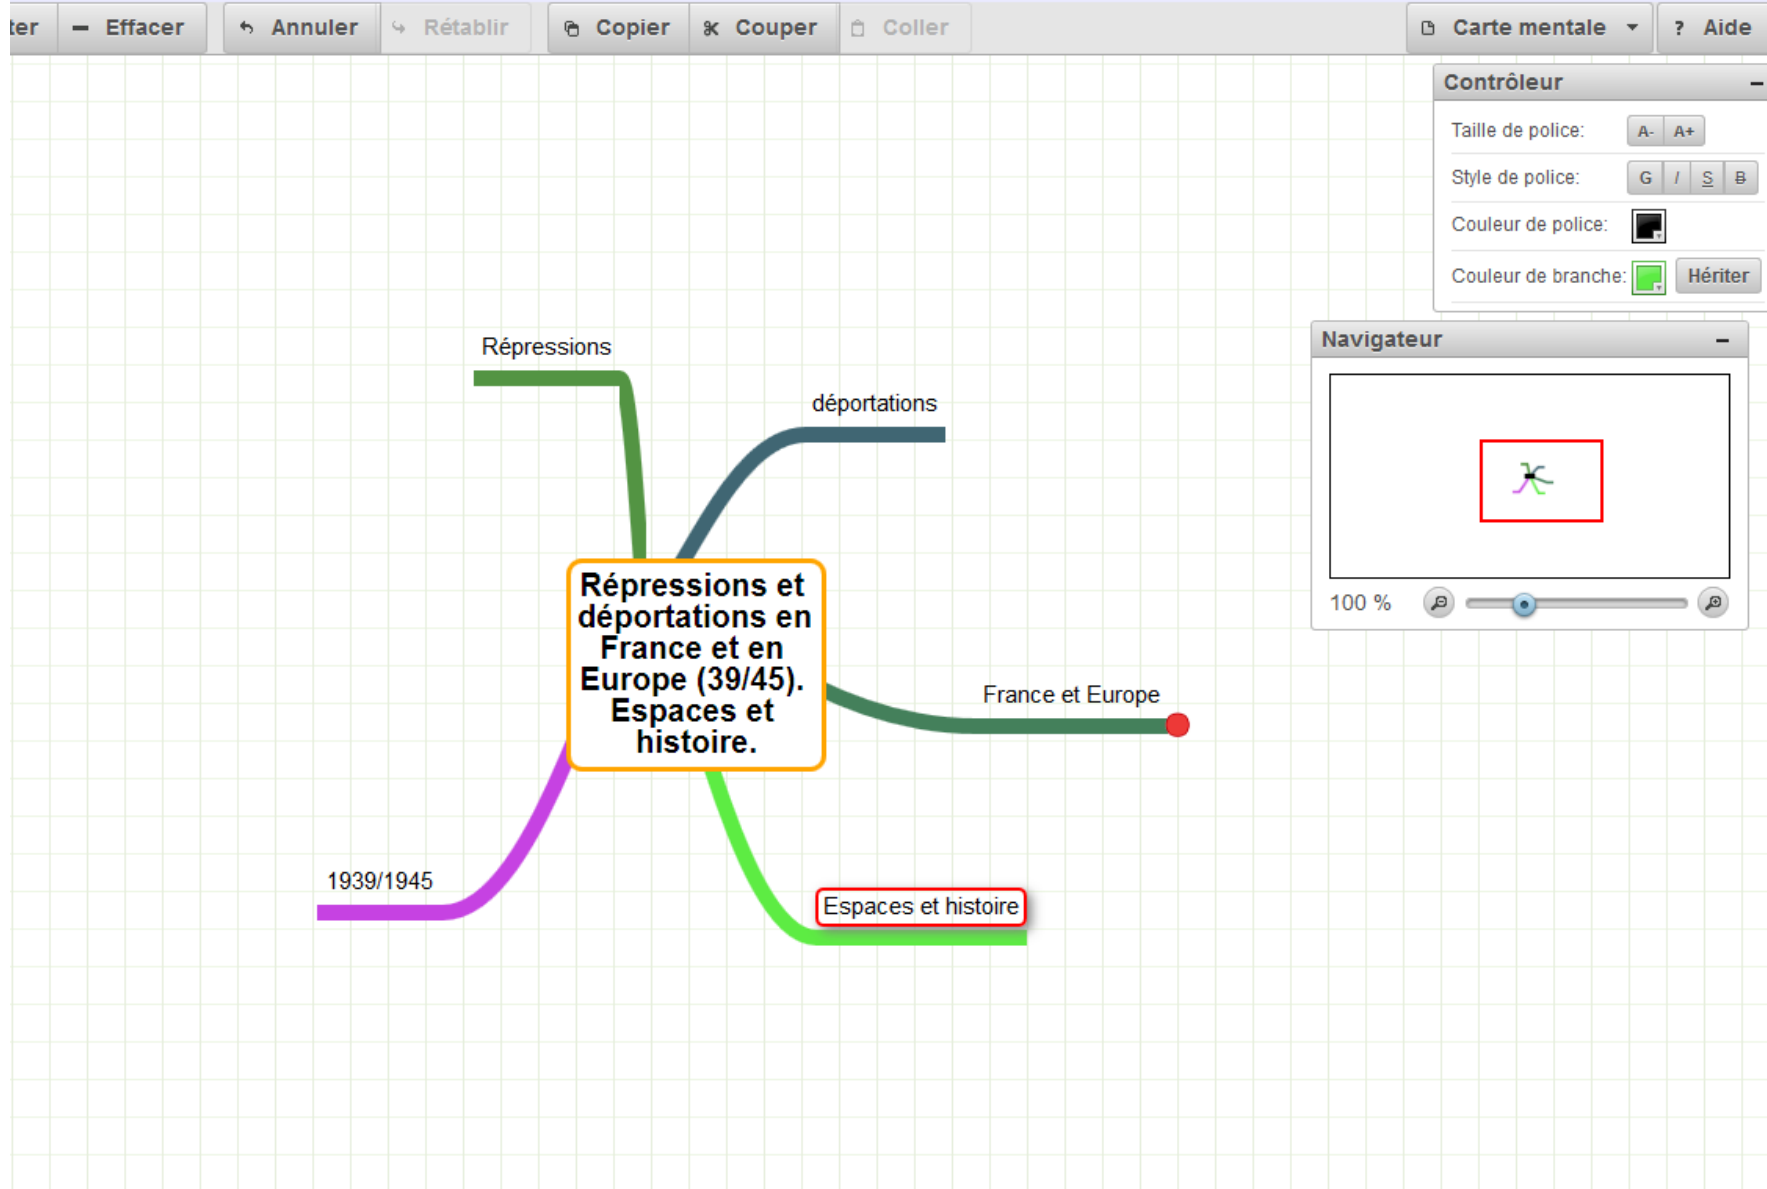 Effacer
Annuler
Rétablir
Copier
Couper
Coller
Carte mentale
? Aide
Contrôleur
Taille de police: A- A+
Style de police: G I S B
Couleur de police:
Couleur de branche: Hériter
Navigateur
100 %
Répressions
déportations
Répressions et
déportations en
France et en
Europe (39/45).
Espaces et
histoire.
France et Europe
1939/1945
Espaces et histoire